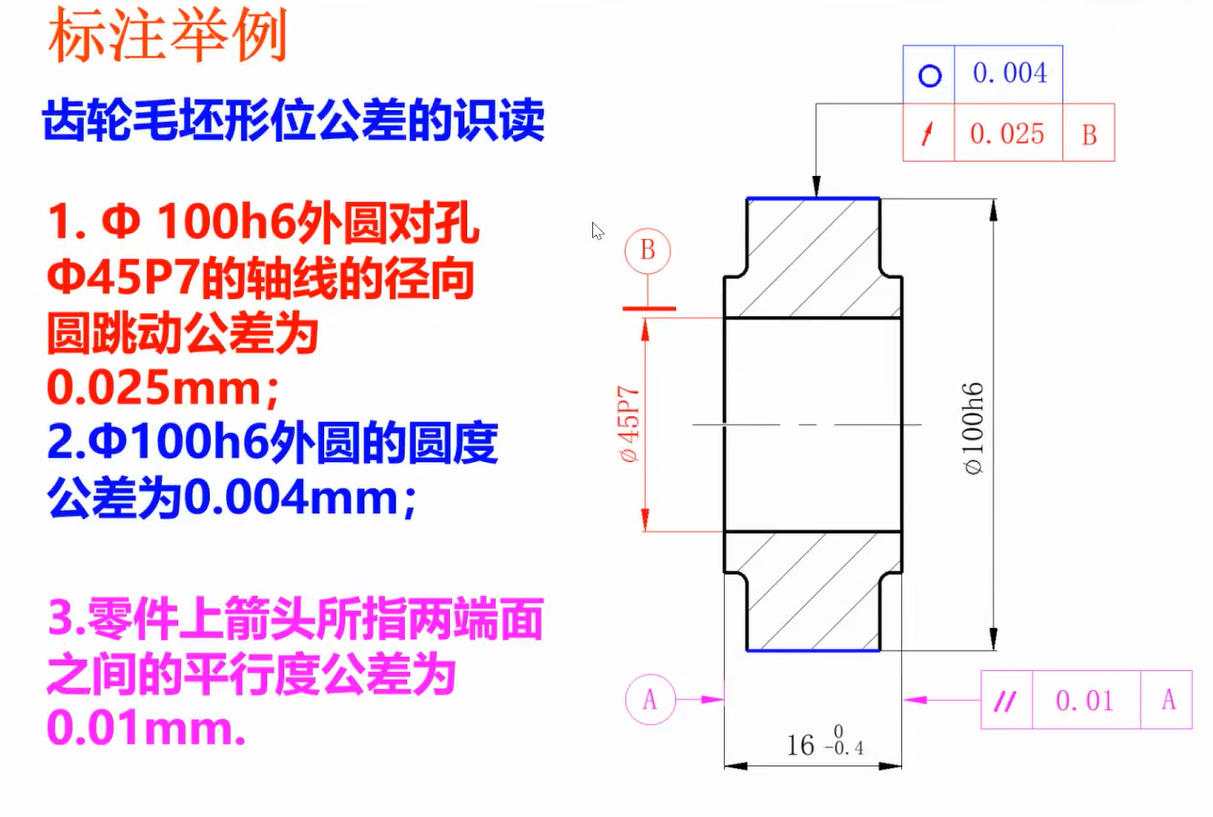 标注举例
齿轮毛坯形位公差的识读
1. Φ 100h6外圆对孔
Φ45P7的轴线的径向
圆跳动公差为
0.025mm；
2.Φ100h6外圆的圆度
公差为0.004mm；
3.零件上箭头所指两端面
之间的平行度公差为
0.01mm.
○ 0.004
↗ 0.025 B
B
⌀45P7
⌀100h6
A
// 0.01 A
16 0 -0.4